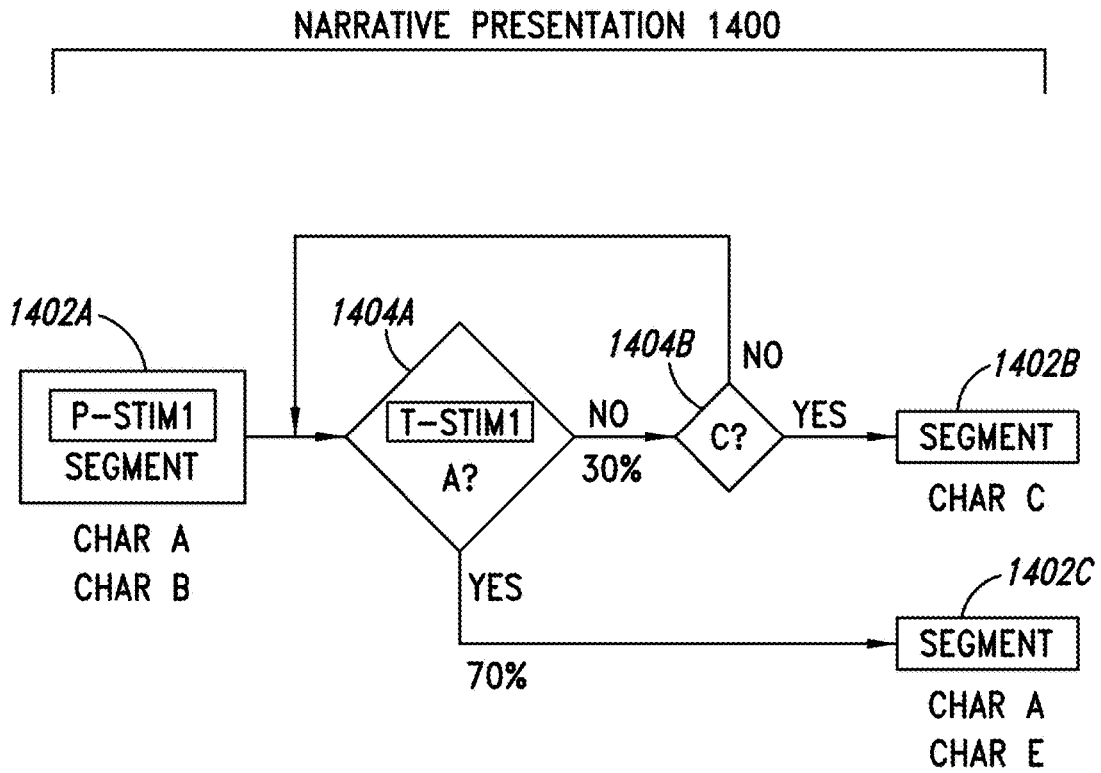 NARRATIVE PRESENTATION 1400
1402A
P-STIM1
SEGMENT
CHAR A
CHAR B
1404A
T-STIM1
A?
NO
30%
YES
70%
1404B
C?
NO
YES
1402B
SEGMENT
CHAR C
1402C
SEGMENT
CHAR A
CHAR E